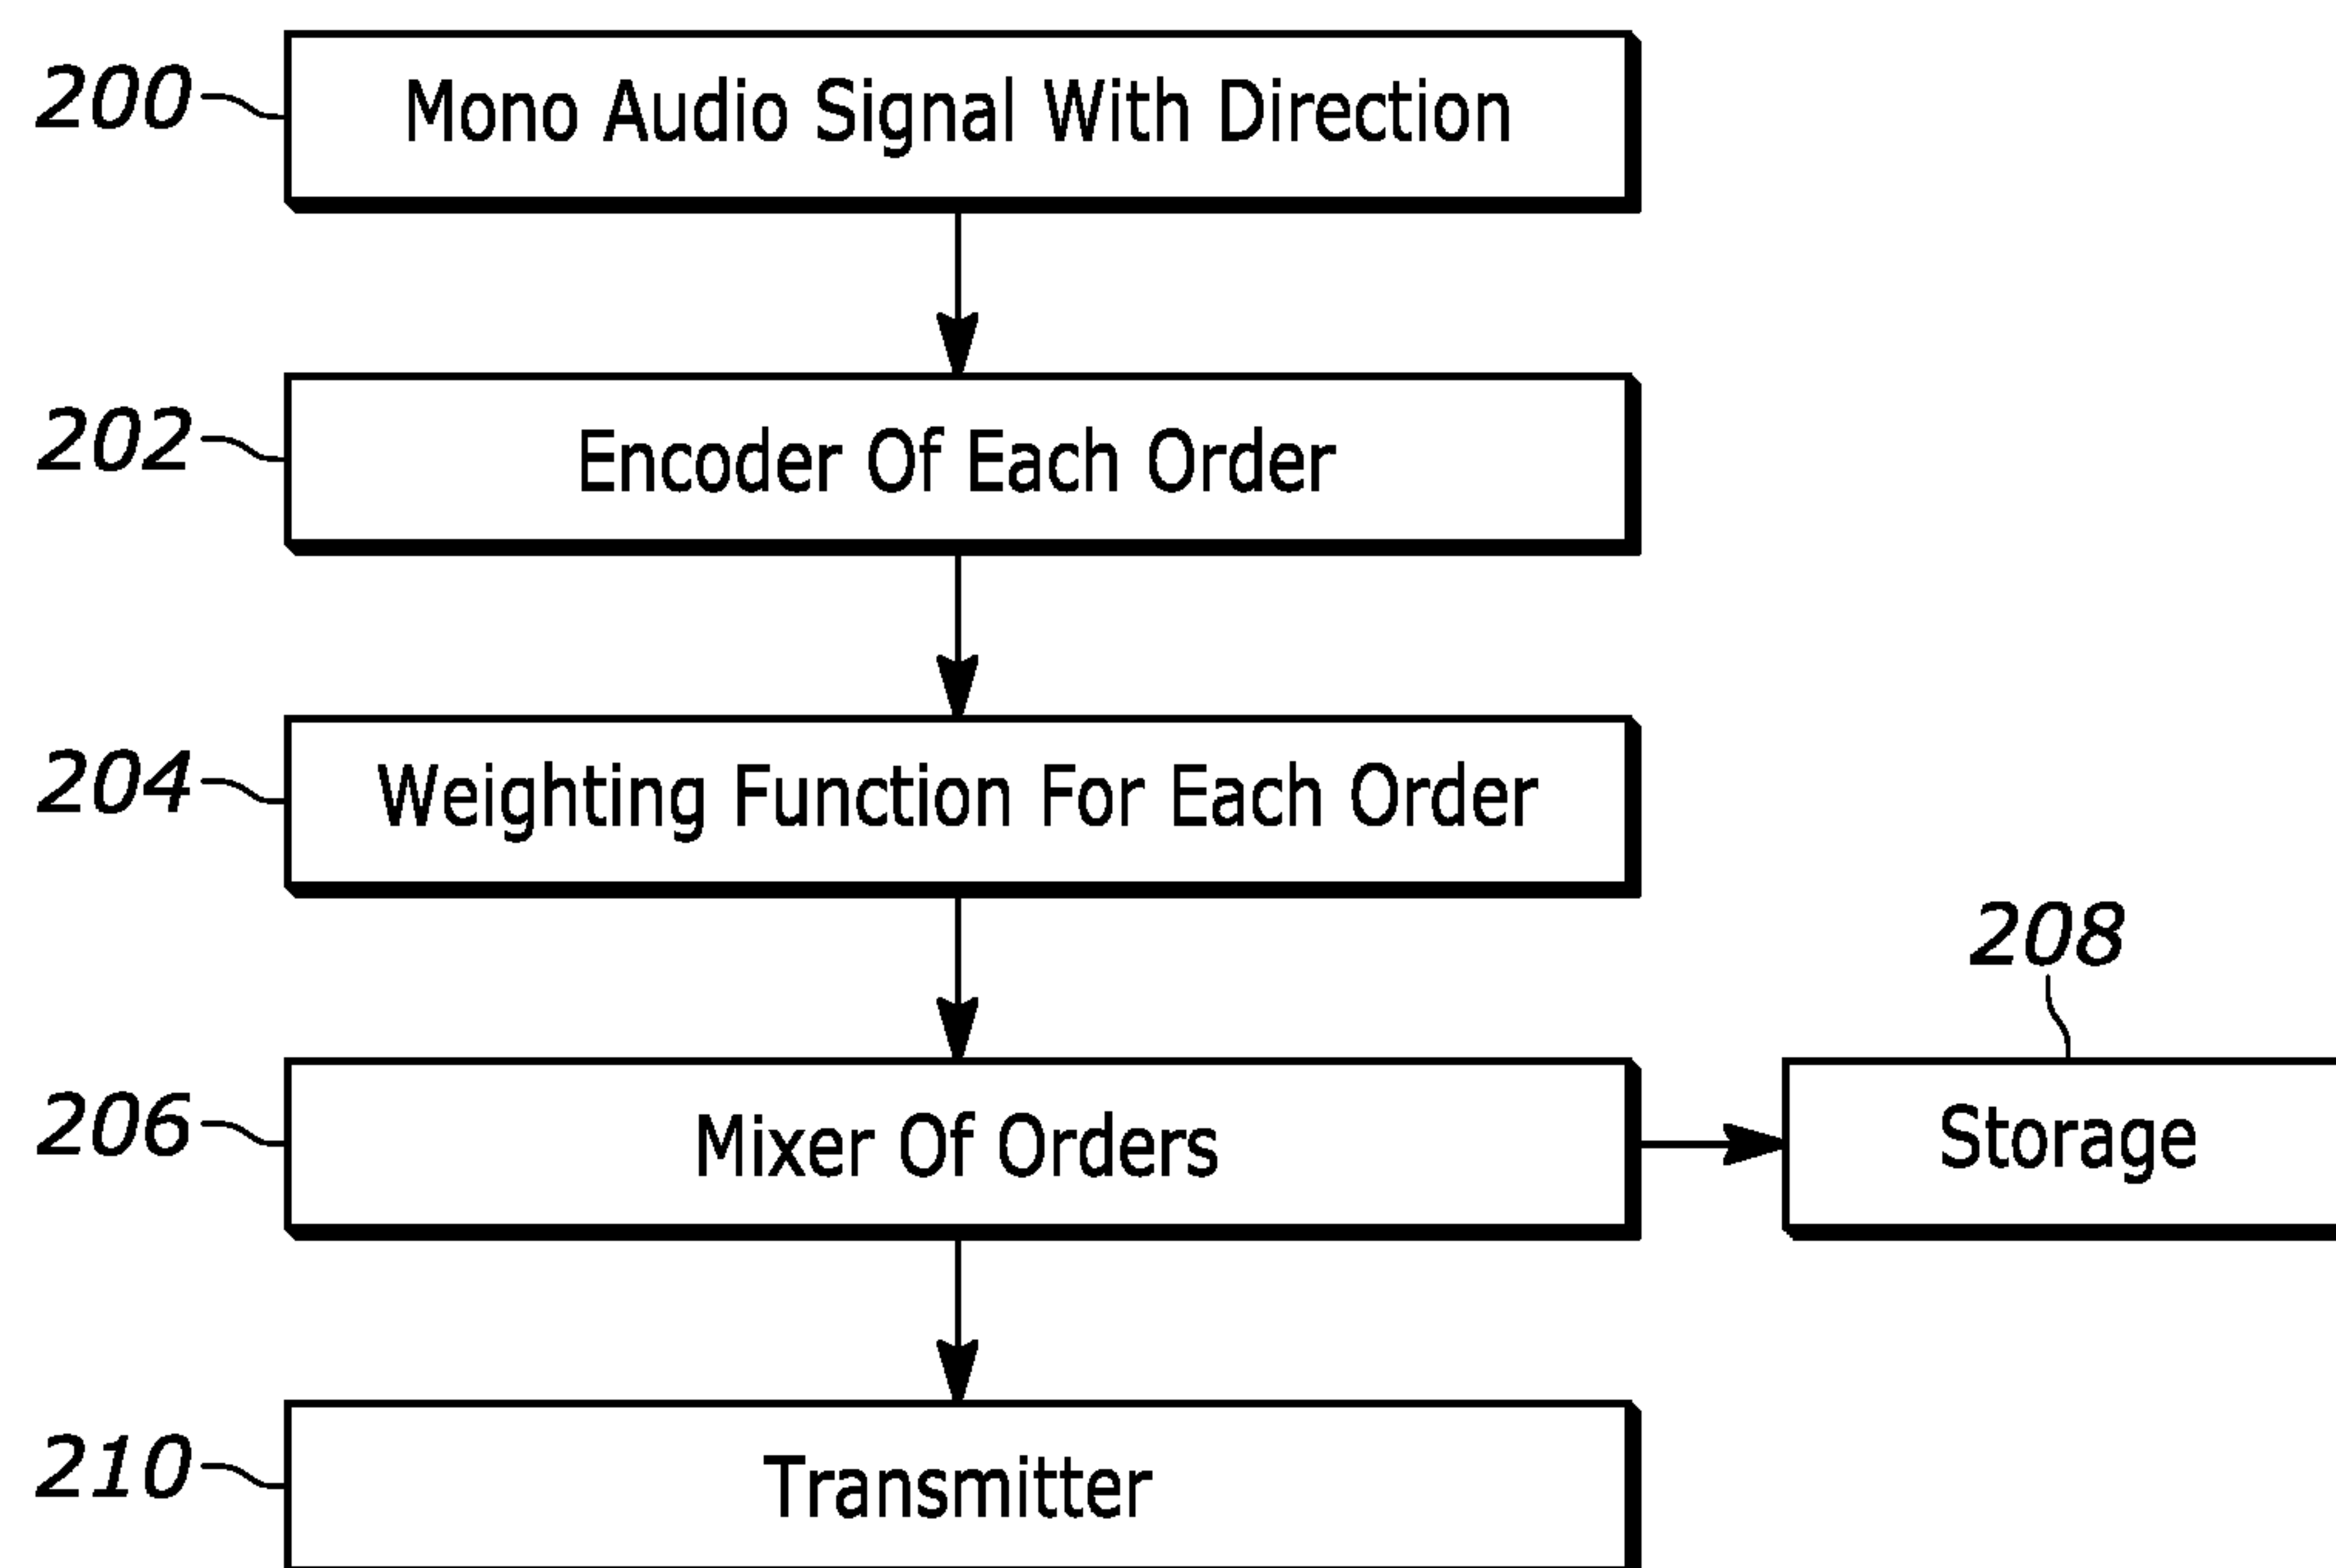 200 Mono Audio Signal With Direction
202 Encoder Of Each Order
204 Weighting Function For Each Order
208
206 Mixer Of Orders Storage
210 Transmitter